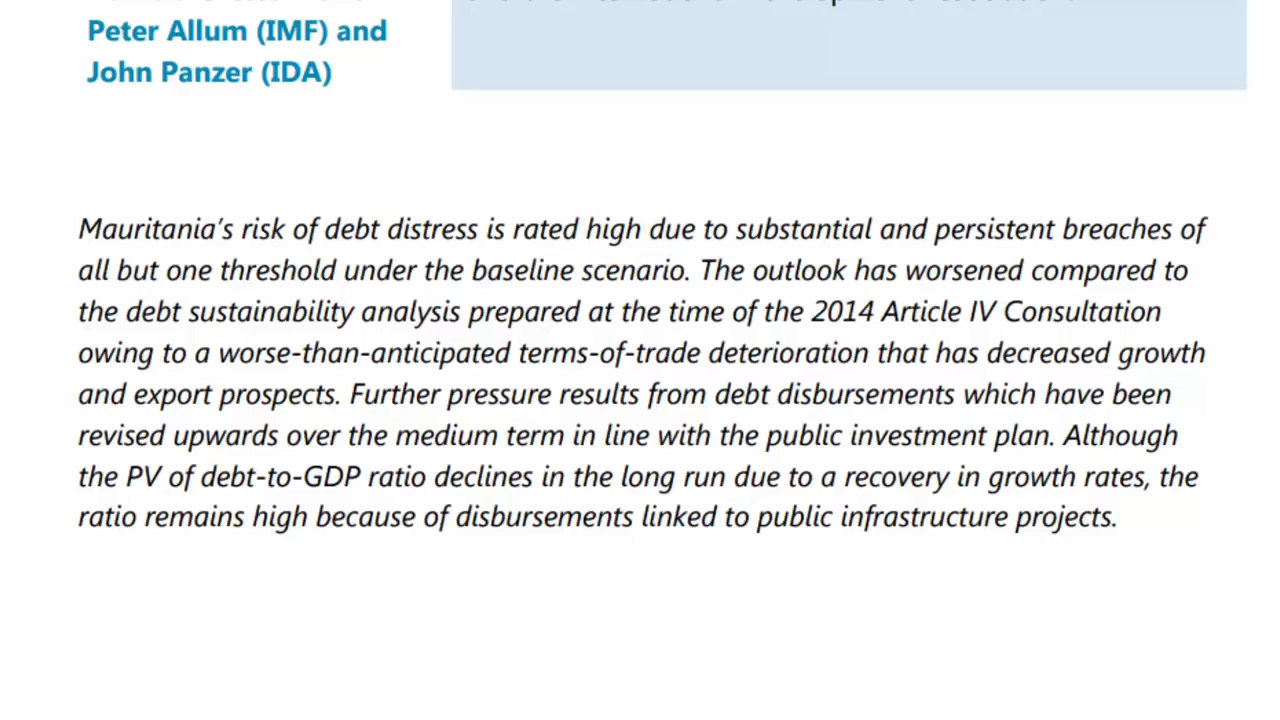 Peter Allum (IMF) and
John Panzer (IDA)
Mauritania's risk of debt distress is rated high due to substantial and persistent breaches of
all but one threshold under the baseline scenario. The outlook has worsened compared to
the debt sustainability analysis prepared at the time of the 2014 Article IV Consultation
owing to a worse-than-anticipated terms-of-trade deterioration that has decreased growth
and export prospects. Further pressure results from debt disbursements which have been
revised upwards over the medium term in line with the public investment plan. Although
the PV of debt-to-GDP ratio declines in the long run due to a recovery in growth rates, the
ratio remains high because of disbursements linked to public infrastructure projects.